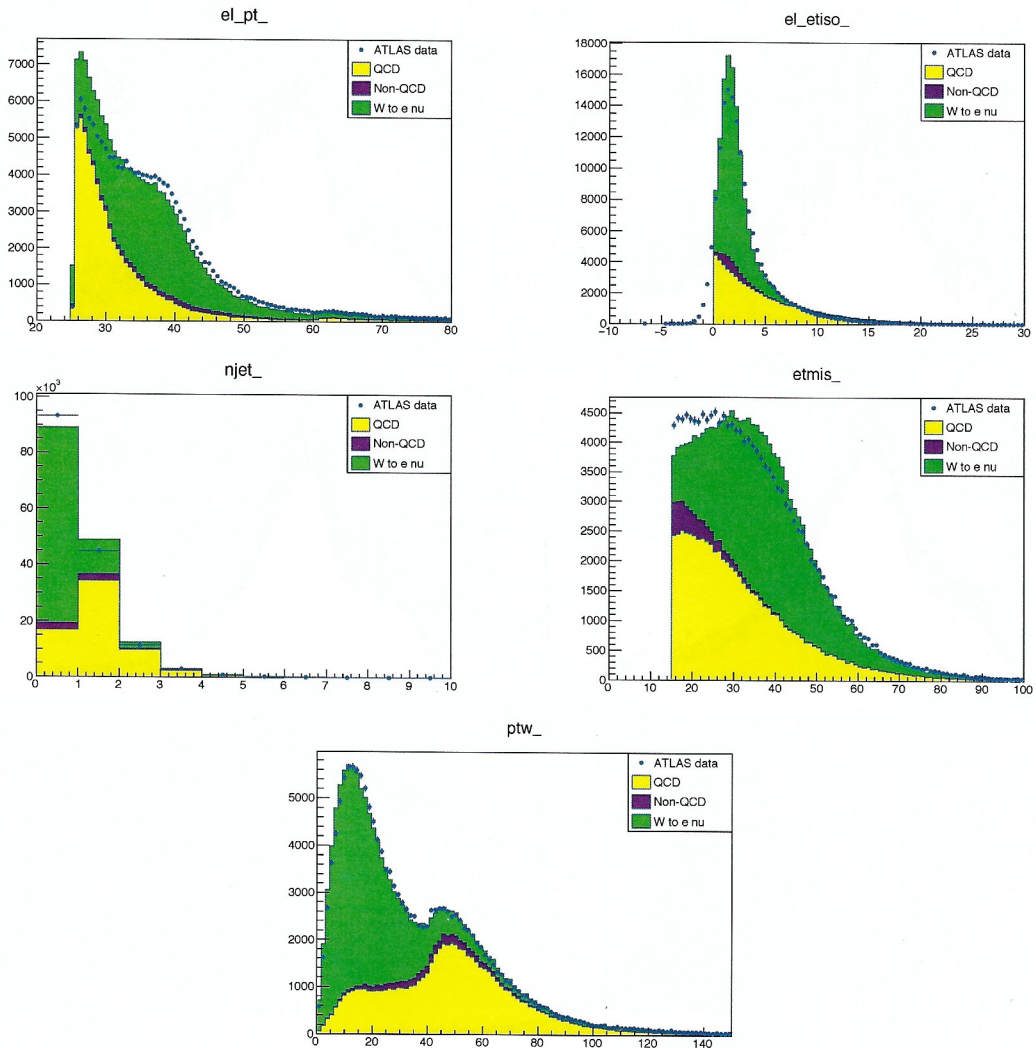 el_pt_
ATLAS data
QCD
Non-QCD
W to e nu
7000
6000
5000
4000
3000
2000
1000
0
20 30 40 50 60 70 80
el_etiso_
ATLAS data
QCD
Non-QCD
W to e nu
18000
16000
14000
12000
10000
8000
6000
4000
2000
0
−10 −5 0 5 10 15 20 25 30
njet_
×10³
ATLAS data
QCD
Non-QCD
W to e nu
100
80
60
40
20
0
0 1 2 3 4 5 6 7 8 9 10
etmis_
ATLAS data
QCD
Non-QCD
W to e nu
4500
4000
3500
3000
2500
2000
1500
1000
500
0
0 10 20 30 40 50 60 70 80 90 100
ptw_
ATLAS data
QCD
Non-QCD
W to e nu
5000
4000
3000
2000
1000
0
0 20 40 60 80 100 120 140